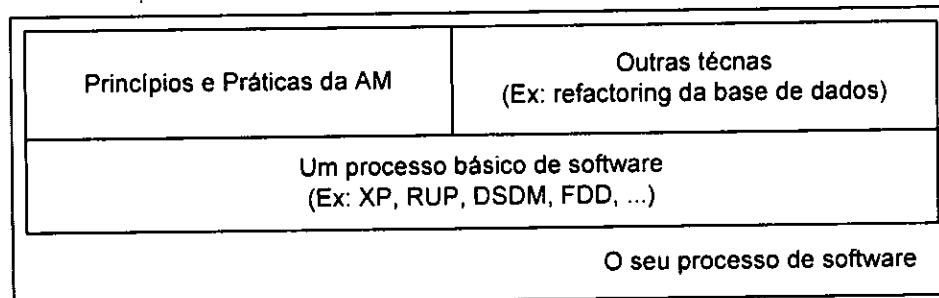 Princípios e Práticas da AM
Outras técnas
(Ex: refactoring da base de dados)
Um processo básico de software
(Ex: XP, RUP, DSDM, FDD, ...)
O seu processo de software